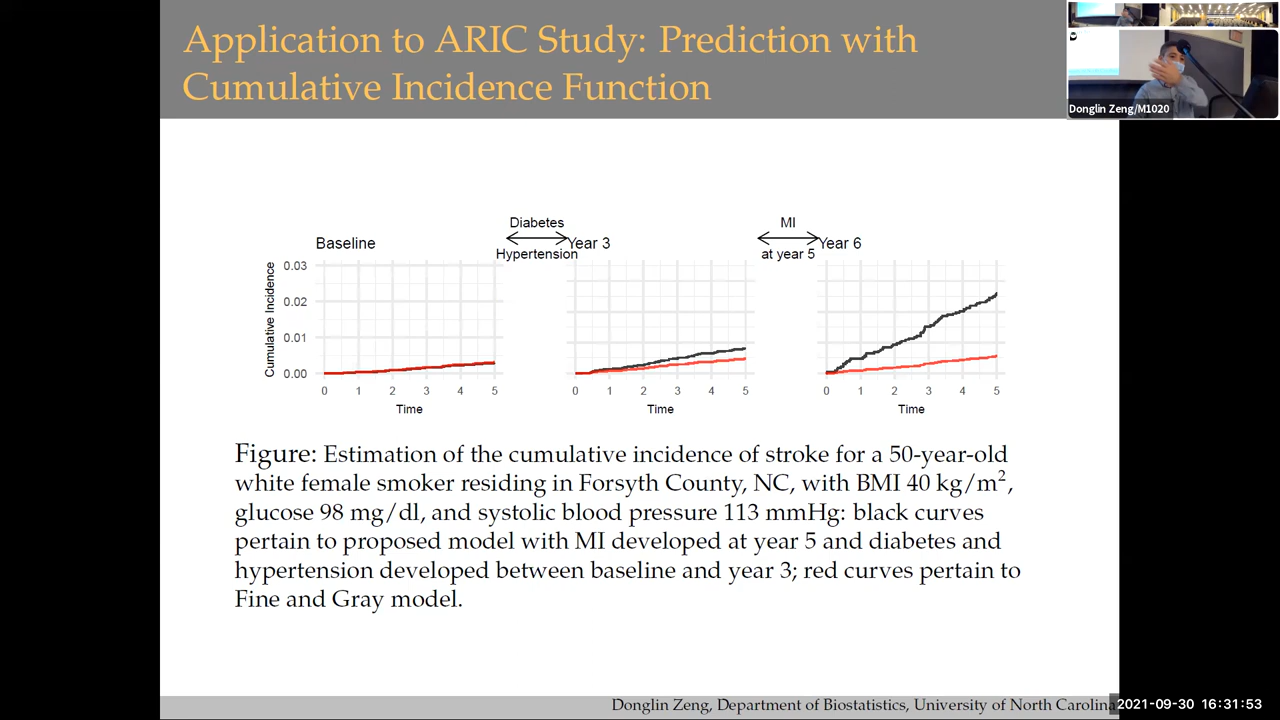 Application to ARIC Study: Prediction with
Cumulative Incidence Function
Donglin Zeng/M1020
Diabetes
Hypertension
MI
at year 5
Baseline
Year 3
Year 6
Cumulative Incidence
0.03
0.02
0.01
0.00
0 1 2 3 4 5
Time
0 1 2 3 4 5
Time
0 1 2 3 4 5
Time
Figure: Estimation of the cumulative incidence of stroke for a 50-year-old
white female smoker residing in Forsyth County, NC, with BMI 40 kg/m²,
glucose 98 mg/dl, and systolic blood pressure 113 mmHg: black curves
pertain to proposed model with MI developed at year 5 and diabetes and
hypertension developed between baseline and year 3; red curves pertain to
Fine and Gray model.
Donglin Zeng, Department of Biostatistics, University of North Carolina
2021-09-30 16:31:53